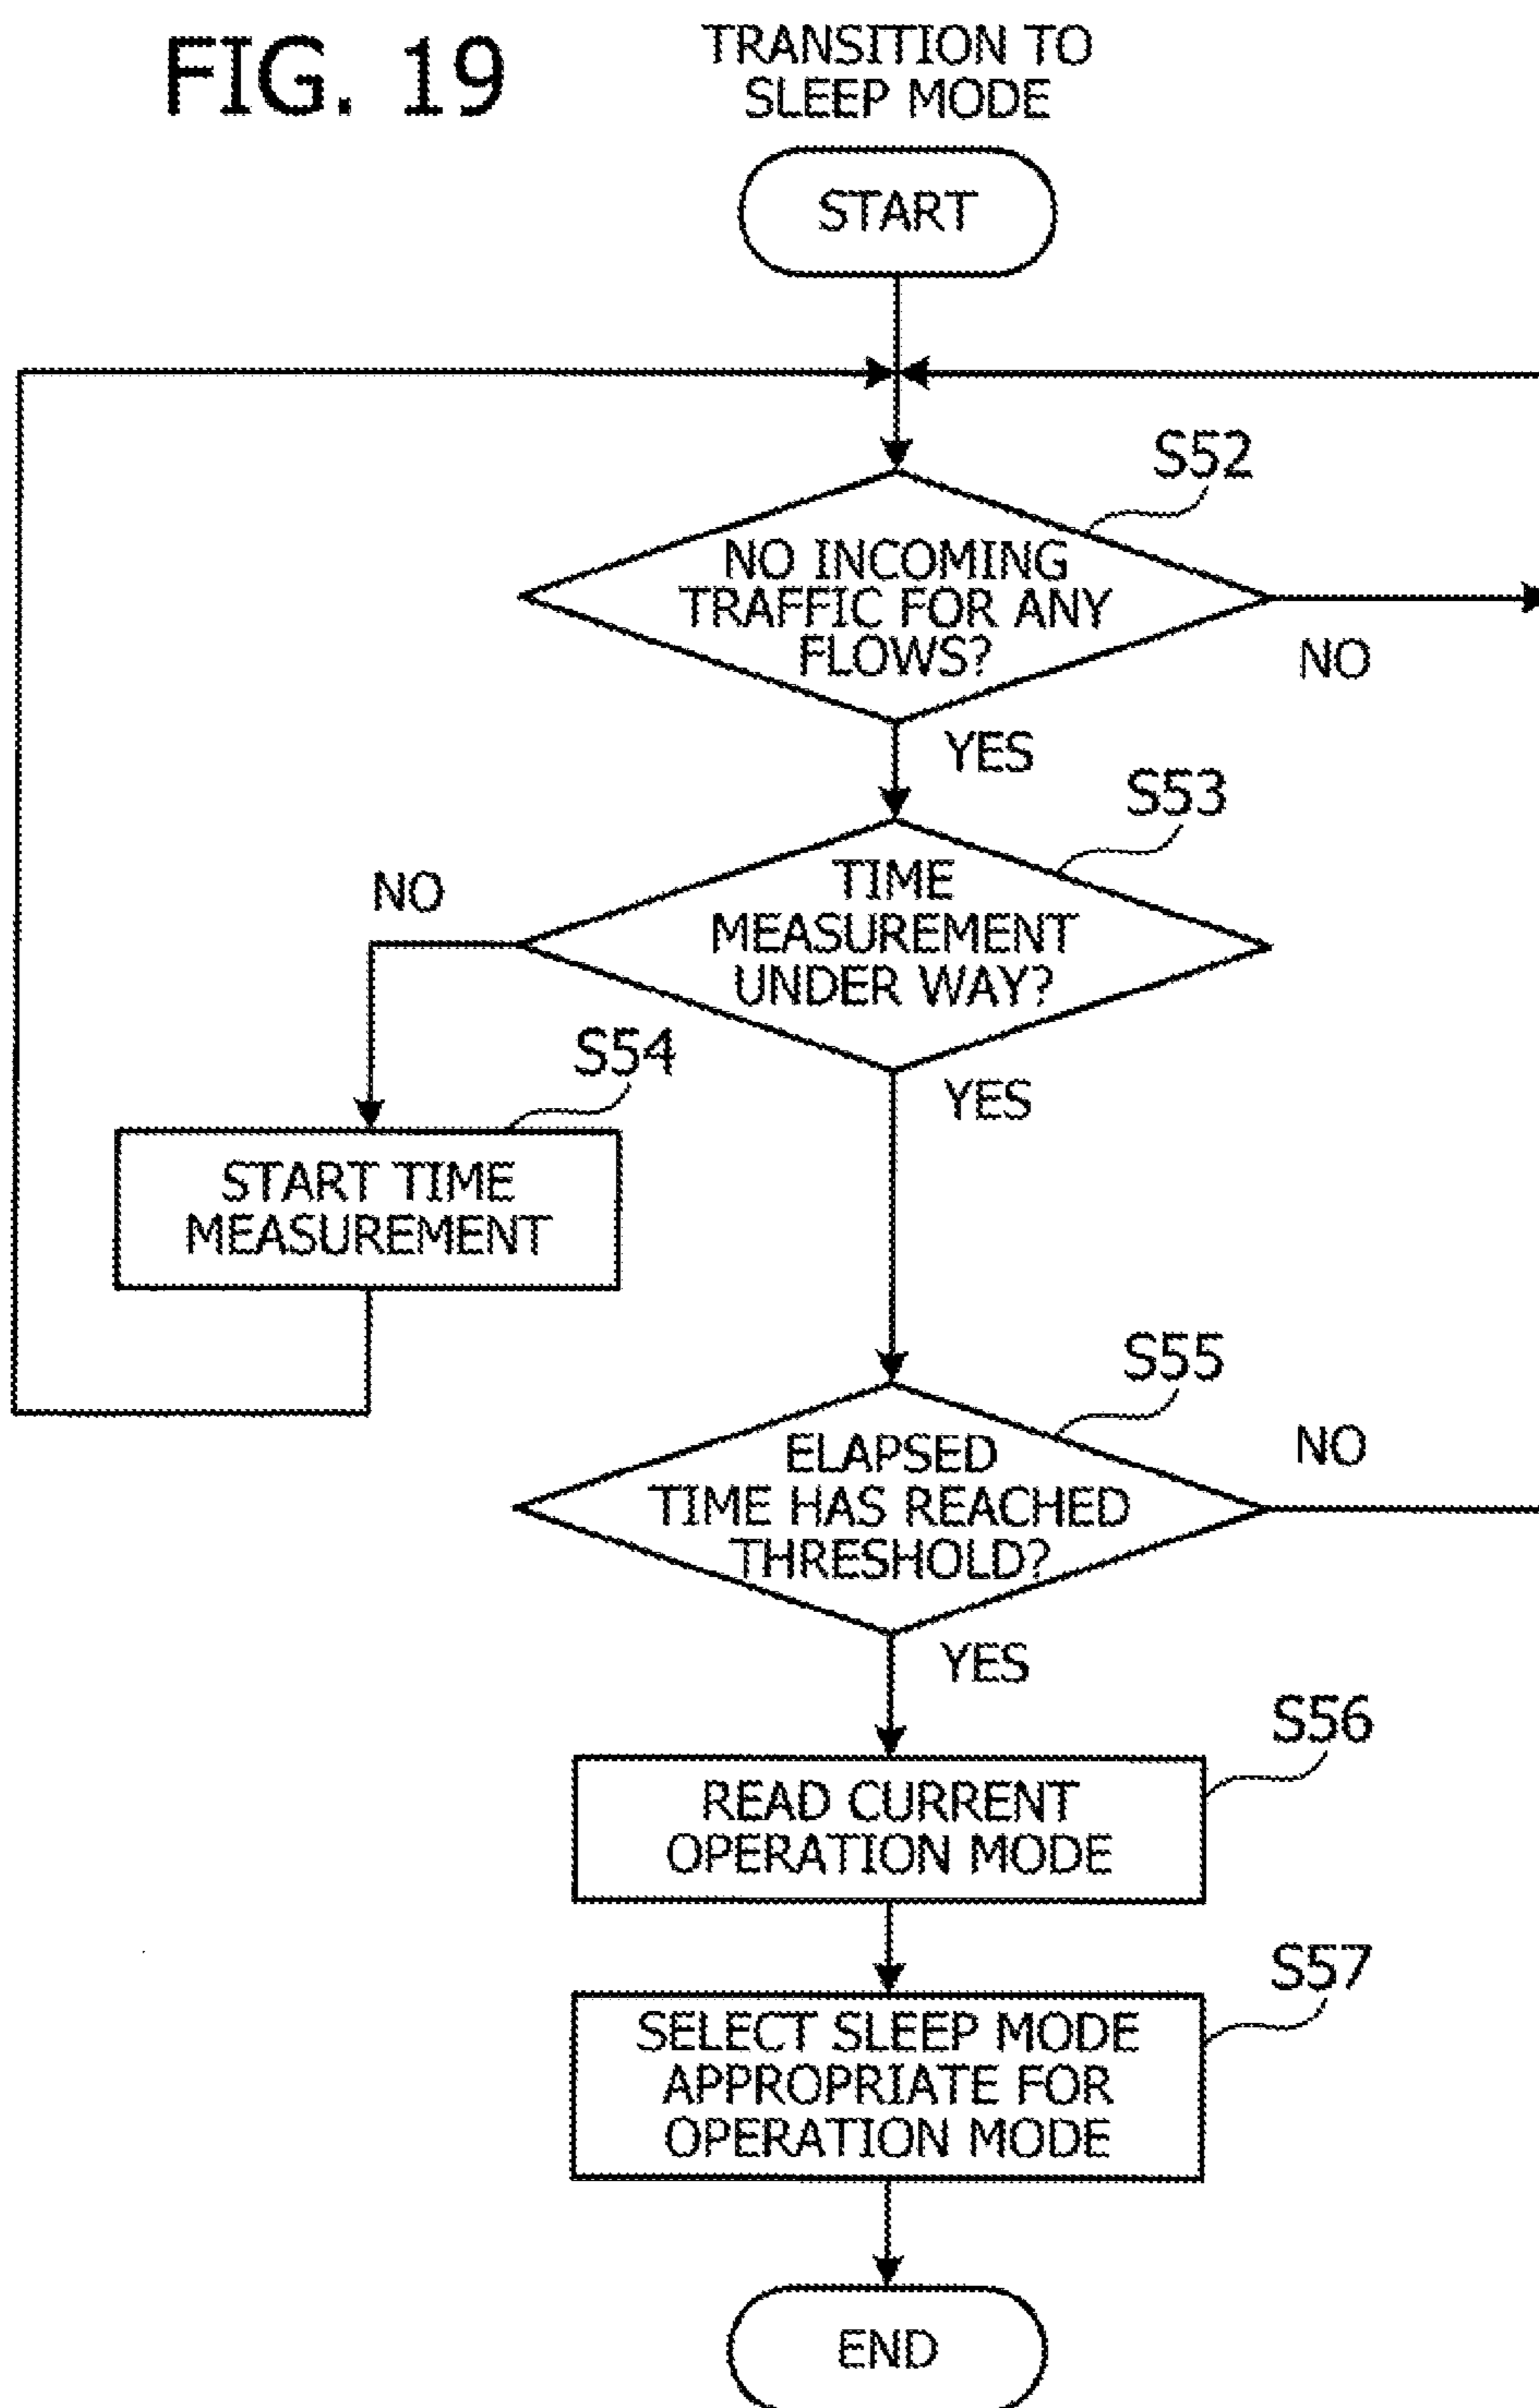 FIG. 19
TRANSITION TO
SLEEP MODE
START
S52
NO INCOMING
TRAFFIC FOR ANY
FLOWS?
NO
YES
S53
TIME
MEASUREMENT
UNDER WAY?
NO
YES
S54
START TIME
MEASUREMENT
S55
ELAPSED
TIME HAS REACHED
THRESHOLD?
NO
YES
S56
READ CURRENT
OPERATION MODE
S57
SELECT SLEEP MODE
APPROPRIATE FOR
OPERATION MODE
END